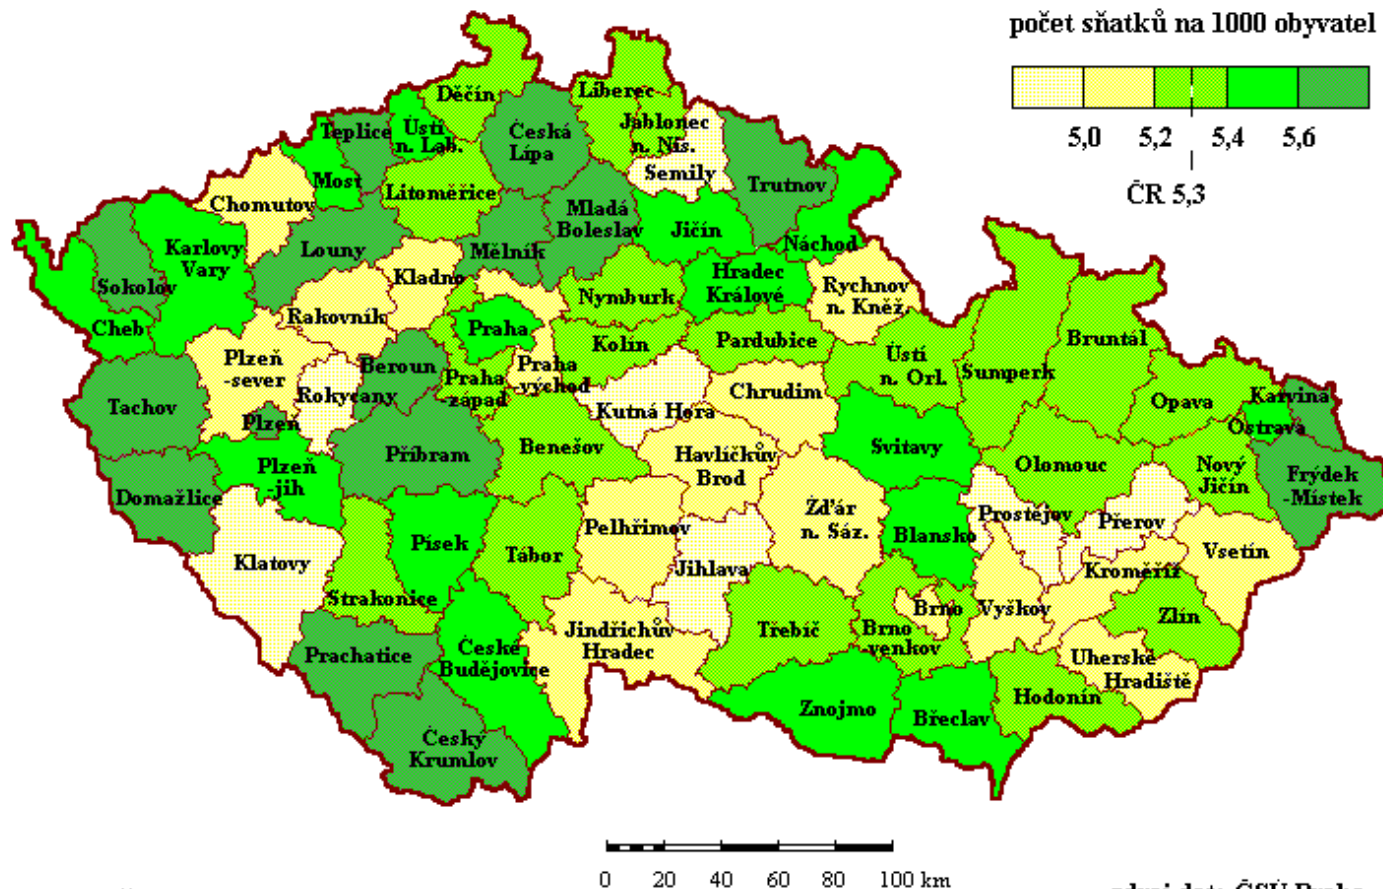 počet sňatků na 1000 obyvatel
5,0 5,2 5,4 5,6
ČR 5,3
Děčín
Liberec
Teplice
Ústí
n. Lab.
Česká
Lípa
Jablonec
n. Nis.
Semily
Most
Litoměřice
Trutnov
Chomutov
Mladá
Boleslav
Jičín
Náchod
Karlovy
Vary
Louny
Mělník
Kladno
Sokolov
Hradec
Králové
Rychnov
n. Kněž.
Nymburk
Rakovník
Cheb
Praha
Kolín
Pardubice
Bruntál
Plzeň
-sever
Beroun
Praha
-východ
Praha
-západ
Ústí
n. Orl.
Sumperk
Rokycany
Chrudim
Tachov
Kutná Hora
Opava
Karvina
Ostrava
Plzeň
Benešov
Svitavy
Příbram
Havlíčkův
Brod
Olomouc
Nový
Jičín
Frýdek
-Místek
Plzeň
-jih
Domažlice
Žďár
n. Sáz.
Prostějov
Přerov
Pelhřimov
Písek
Tábor
Blansko
Vsetín
Klatovy
Jihlava
Kroměříž
Strakonice
Brno
Vyškov
Zlín
Jindřichův
Hradec
Třebíč
Brno
-venkov
Prachatice
České
Budějovice
Uherské
Hradiště
Hodonín
Znojmo
Břeclav
Český
Krumlov
0 20 40 60 80 100 km